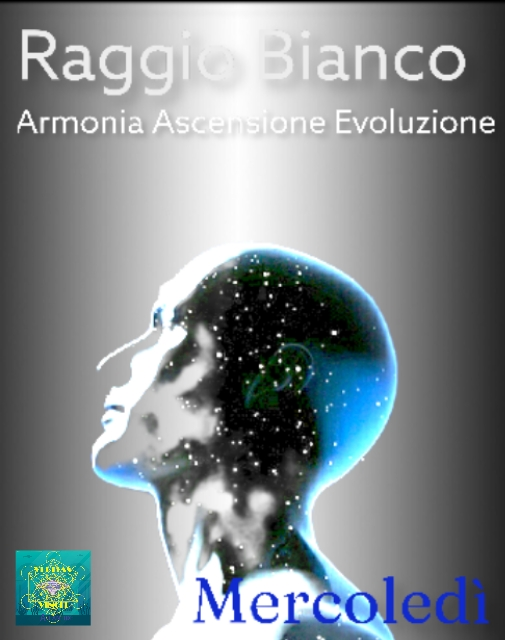 Raggio Bianco
Armonia Ascensione Evoluzione
Mercoledì